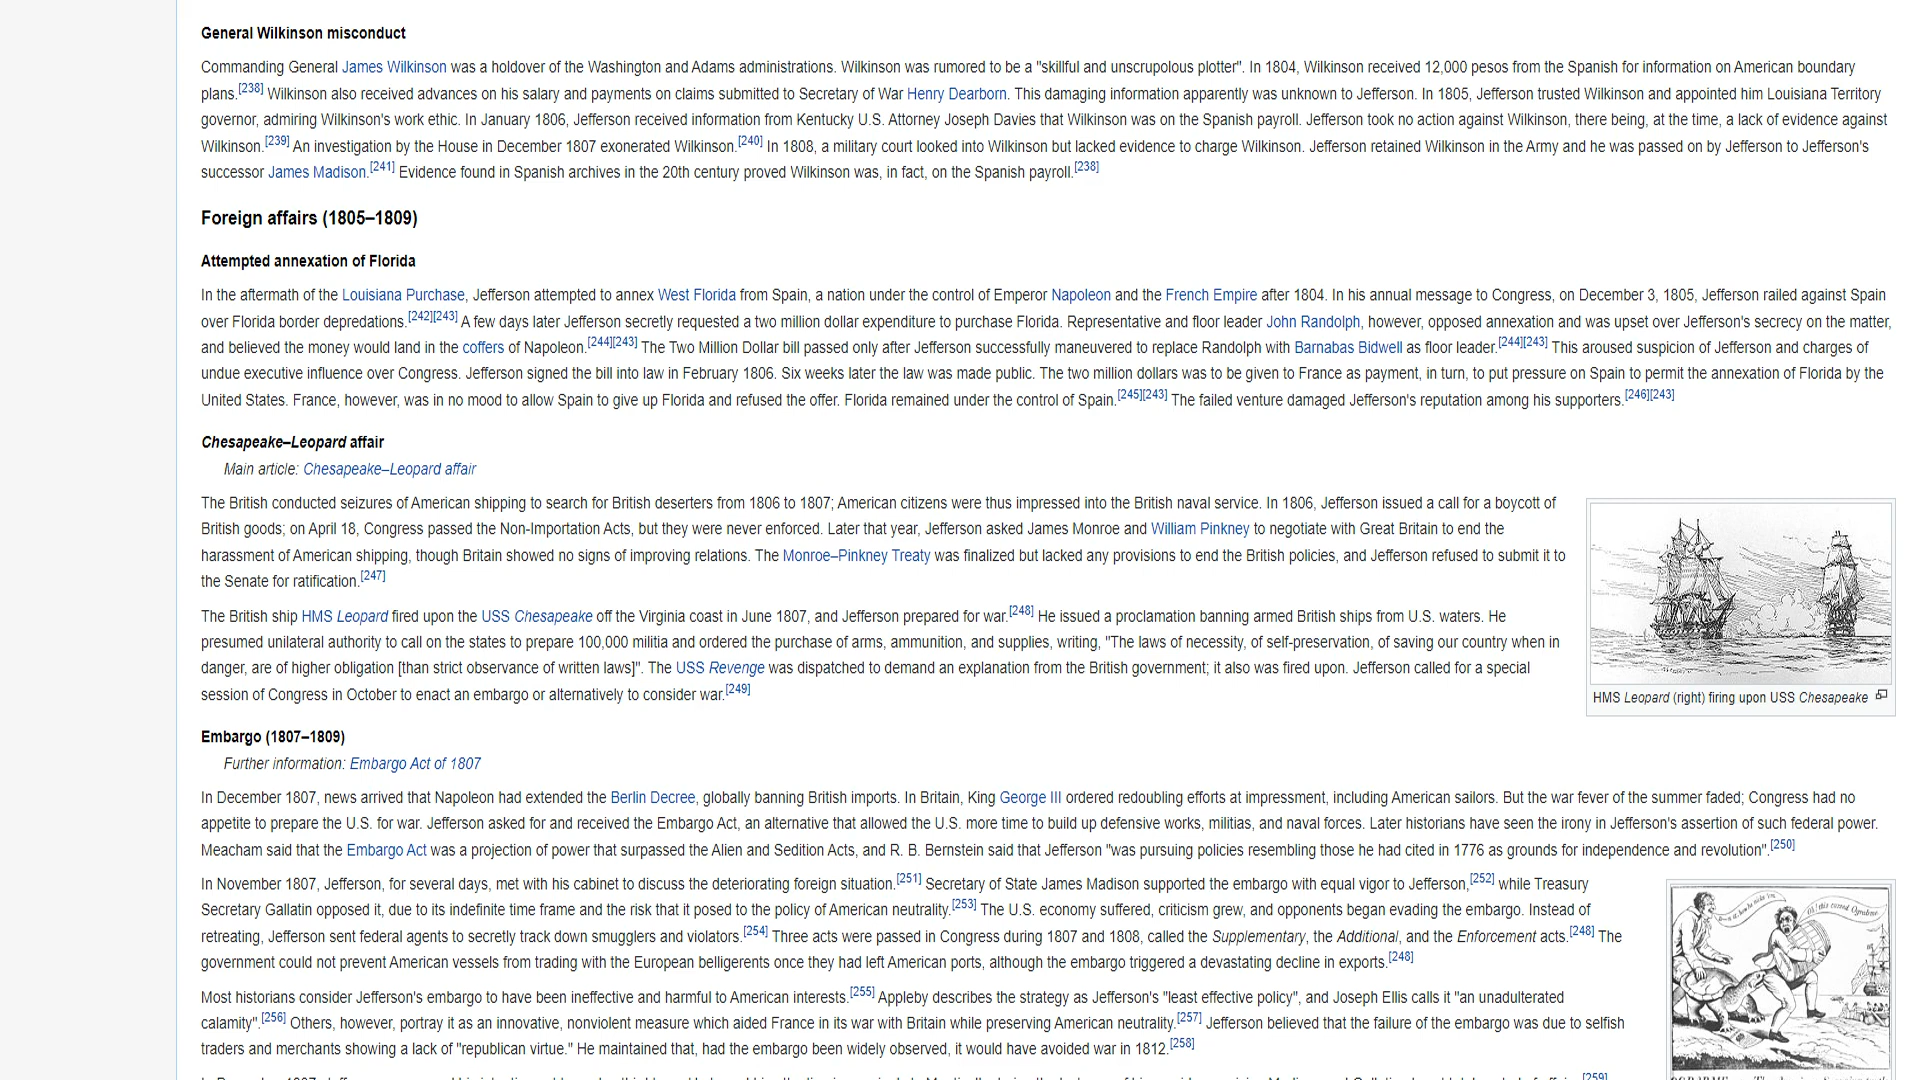 General Wilkinson misconduct
Commanding General James Wilkinson was a holdover of the Washington and Adams administrations. Wilkinson was rumored to be a "skillful and unscrupolous plotter". In 1804, Wilkinson received 12,000 pesos from the Spanish for information on American boundary
plans.[238] Wilkinson also received advances on his salary and payments on claims submitted to Secretary of War Henry Dearborn. This damaging information apparently was unknown to Jefferson. In 1805, Jefferson trusted Wilkinson and appointed him Louisiana Territory
governor, admiring Wilkinson's work ethic. In January 1806, Jefferson received information from Kentucky U.S. Attorney Joseph Davies that Wilkinson was on the Spanish payroll. Jefferson took no action against Wilkinson, there being, at the time, a lack of evidence against
Wilkinson.[239] An investigation by the House in December 1807 exonerated Wilkinson.[240] In 1808, a military court looked into Wilkinson but lacked evidence to charge Wilkinson. Jefferson retained Wilkinson in the Army and he was passed on by Jefferson to Jefferson's
successor James Madison.[241] Evidence found in Spanish archives in the 20th century proved Wilkinson was, in fact, on the Spanish payroll.[238]
Foreign affairs (1805–1809)
Attempted annexation of Florida
In the aftermath of the Louisiana Purchase, Jefferson attempted to annex West Florida from Spain, a nation under the control of Emperor Napoleon and the French Empire after 1804. In his annual message to Congress, on December 3, 1805, Jefferson railed against Spain
over Florida border depredations.[242][243] A few days later Jefferson secretly requested a two million dollar expenditure to purchase Florida. Representative and floor leader John Randolph, however, opposed annexation and was upset over Jefferson's secrecy on the matter,
and believed the money would land in the coffers of Napoleon.[244][243] The Two Million Dollar bill passed only after Jefferson successfully maneuvered to replace Randolph with Barnabas Bidwell as floor leader.[244][243] This aroused suspicion of Jefferson and charges of
undue executive influence over Congress. Jefferson signed the bill into law in February 1806. Six weeks later the law was made public. The two million dollars was to be given to France as payment, in turn, to put pressure on Spain to permit the annexation of Florida by the
United States. France, however, was in no mood to allow Spain to give up Florida and refused the offer. Florida remained under the control of Spain.[245][243] The failed venture damaged Jefferson's reputation among his supporters.[246][243]
Chesapeake–Leopard affair
Main article: Chesapeake–Leopard affair
The British conducted seizures of American shipping to search for British deserters from 1806 to 1807; American citizens were thus impressed into the British naval service. In 1806, Jefferson issued a call for a boycott of
British goods; on April 18, Congress passed the Non-Importation Acts, but they were never enforced. Later that year, Jefferson asked James Monroe and William Pinkney to negotiate with Great Britain to end the
harassment of American shipping, though Britain showed no signs of improving relations. The Monroe–Pinkney Treaty was finalized but lacked any provisions to end the British policies, and Jefferson refused to submit it to
the Senate for ratification.[247]
The British ship HMS Leopard fired upon the USS Chesapeake off the Virginia coast in June 1807, and Jefferson prepared for war.[248] He issued a proclamation banning armed British ships from U.S. waters. He
presumed unilateral authority to call on the states to prepare 100,000 militia and ordered the purchase of arms, ammunition, and supplies, writing, "The laws of necessity, of self-preservation, of saving our country when in
danger, are of higher obligation [than strict observance of written laws]". The USS Revenge was dispatched to demand an explanation from the British government; it also was fired upon. Jefferson called for a special
session of Congress in October to enact an embargo or alternatively to consider war.[249]
HMS Leopard (right) firing upon USS Chesapeake
Embargo (1807–1809)
Further information: Embargo Act of 1807
In December 1807, news arrived that Napoleon had extended the Berlin Decree, globally banning British imports. In Britain, King George III ordered redoubling efforts at impressment, including American sailors. But the war fever of the summer faded; Congress had no
appetite to prepare the U.S. for war. Jefferson asked for and received the Embargo Act, an alternative that allowed the U.S. more time to build up defensive works, militias, and naval forces. Later historians have seen the irony in Jefferson's assertion of such federal power.
Meacham said that the Embargo Act was a projection of power that surpassed the Alien and Sedition Acts, and R. B. Bernstein said that Jefferson "was pursuing policies resembling those he had cited in 1776 as grounds for independence and revolution".[250]
In November 1807, Jefferson, for several days, met with his cabinet to discuss the deteriorating foreign situation.[251] Secretary of State James Madison supported the embargo with equal vigor to Jefferson,[252] while Treasury
Secretary Gallatin opposed it, due to its indefinite time frame and the risk that it posed to the policy of American neutrality.[253] The U.S. economy suffered, criticism grew, and opponents began evading the embargo. Instead of
retreating, Jefferson sent federal agents to secretly track down smugglers and violators.[254] Three acts were passed in Congress during 1807 and 1808, called the Supplementary, the Additional, and the Enforcement acts.[248] The
government could not prevent American vessels from trading with the European belligerents once they had left American ports, although the embargo triggered a devastating decline in exports.[248]
Most historians consider Jefferson's embargo to have been ineffective and harmful to American interests.[255] Appleby describes the strategy as Jefferson's "least effective policy", and Joseph Ellis calls it "an unadulterated
calamity".[256] Others, however, portray it as an innovative, nonviolent measure which aided France in its war with Britain while preserving American neutrality.[257] Jefferson believed that the failure of the embargo was due to selfish
traders and merchants showing a lack of "republican virtue." He maintained that, had the embargo been widely observed, it would have avoided war in 1812.[258]
[259]